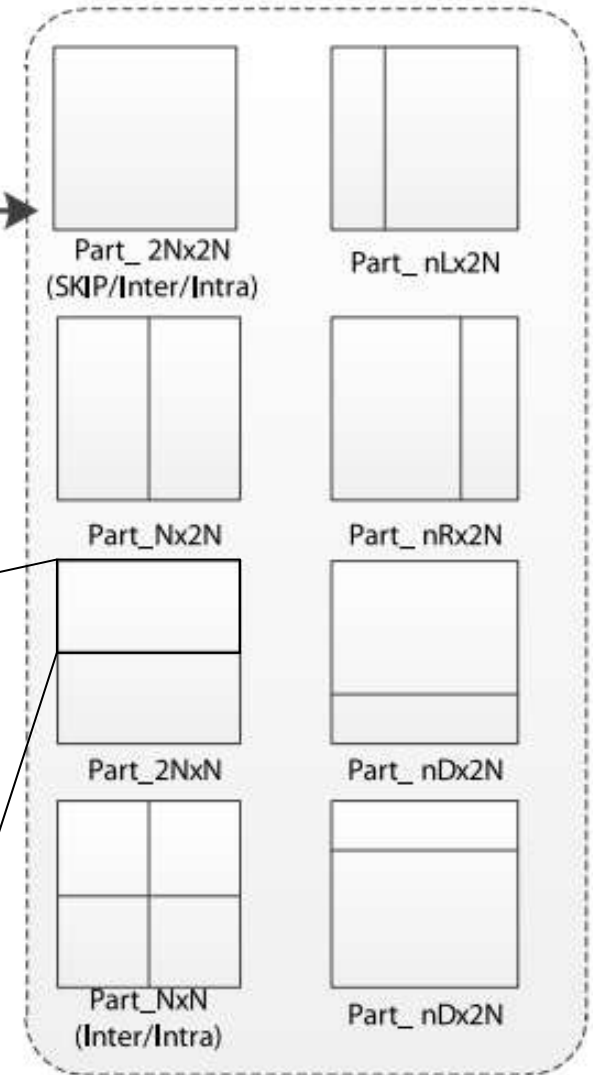 Part_ 2Nx2N
(SKIP/Inter/Intra)
Part_ nLx2N
Part_Nx2N
Part_ nRx2N
Part_2NxN
Part_ nDx2N
Part_NxN
(Inter/Intra)
Part_ nDx2N